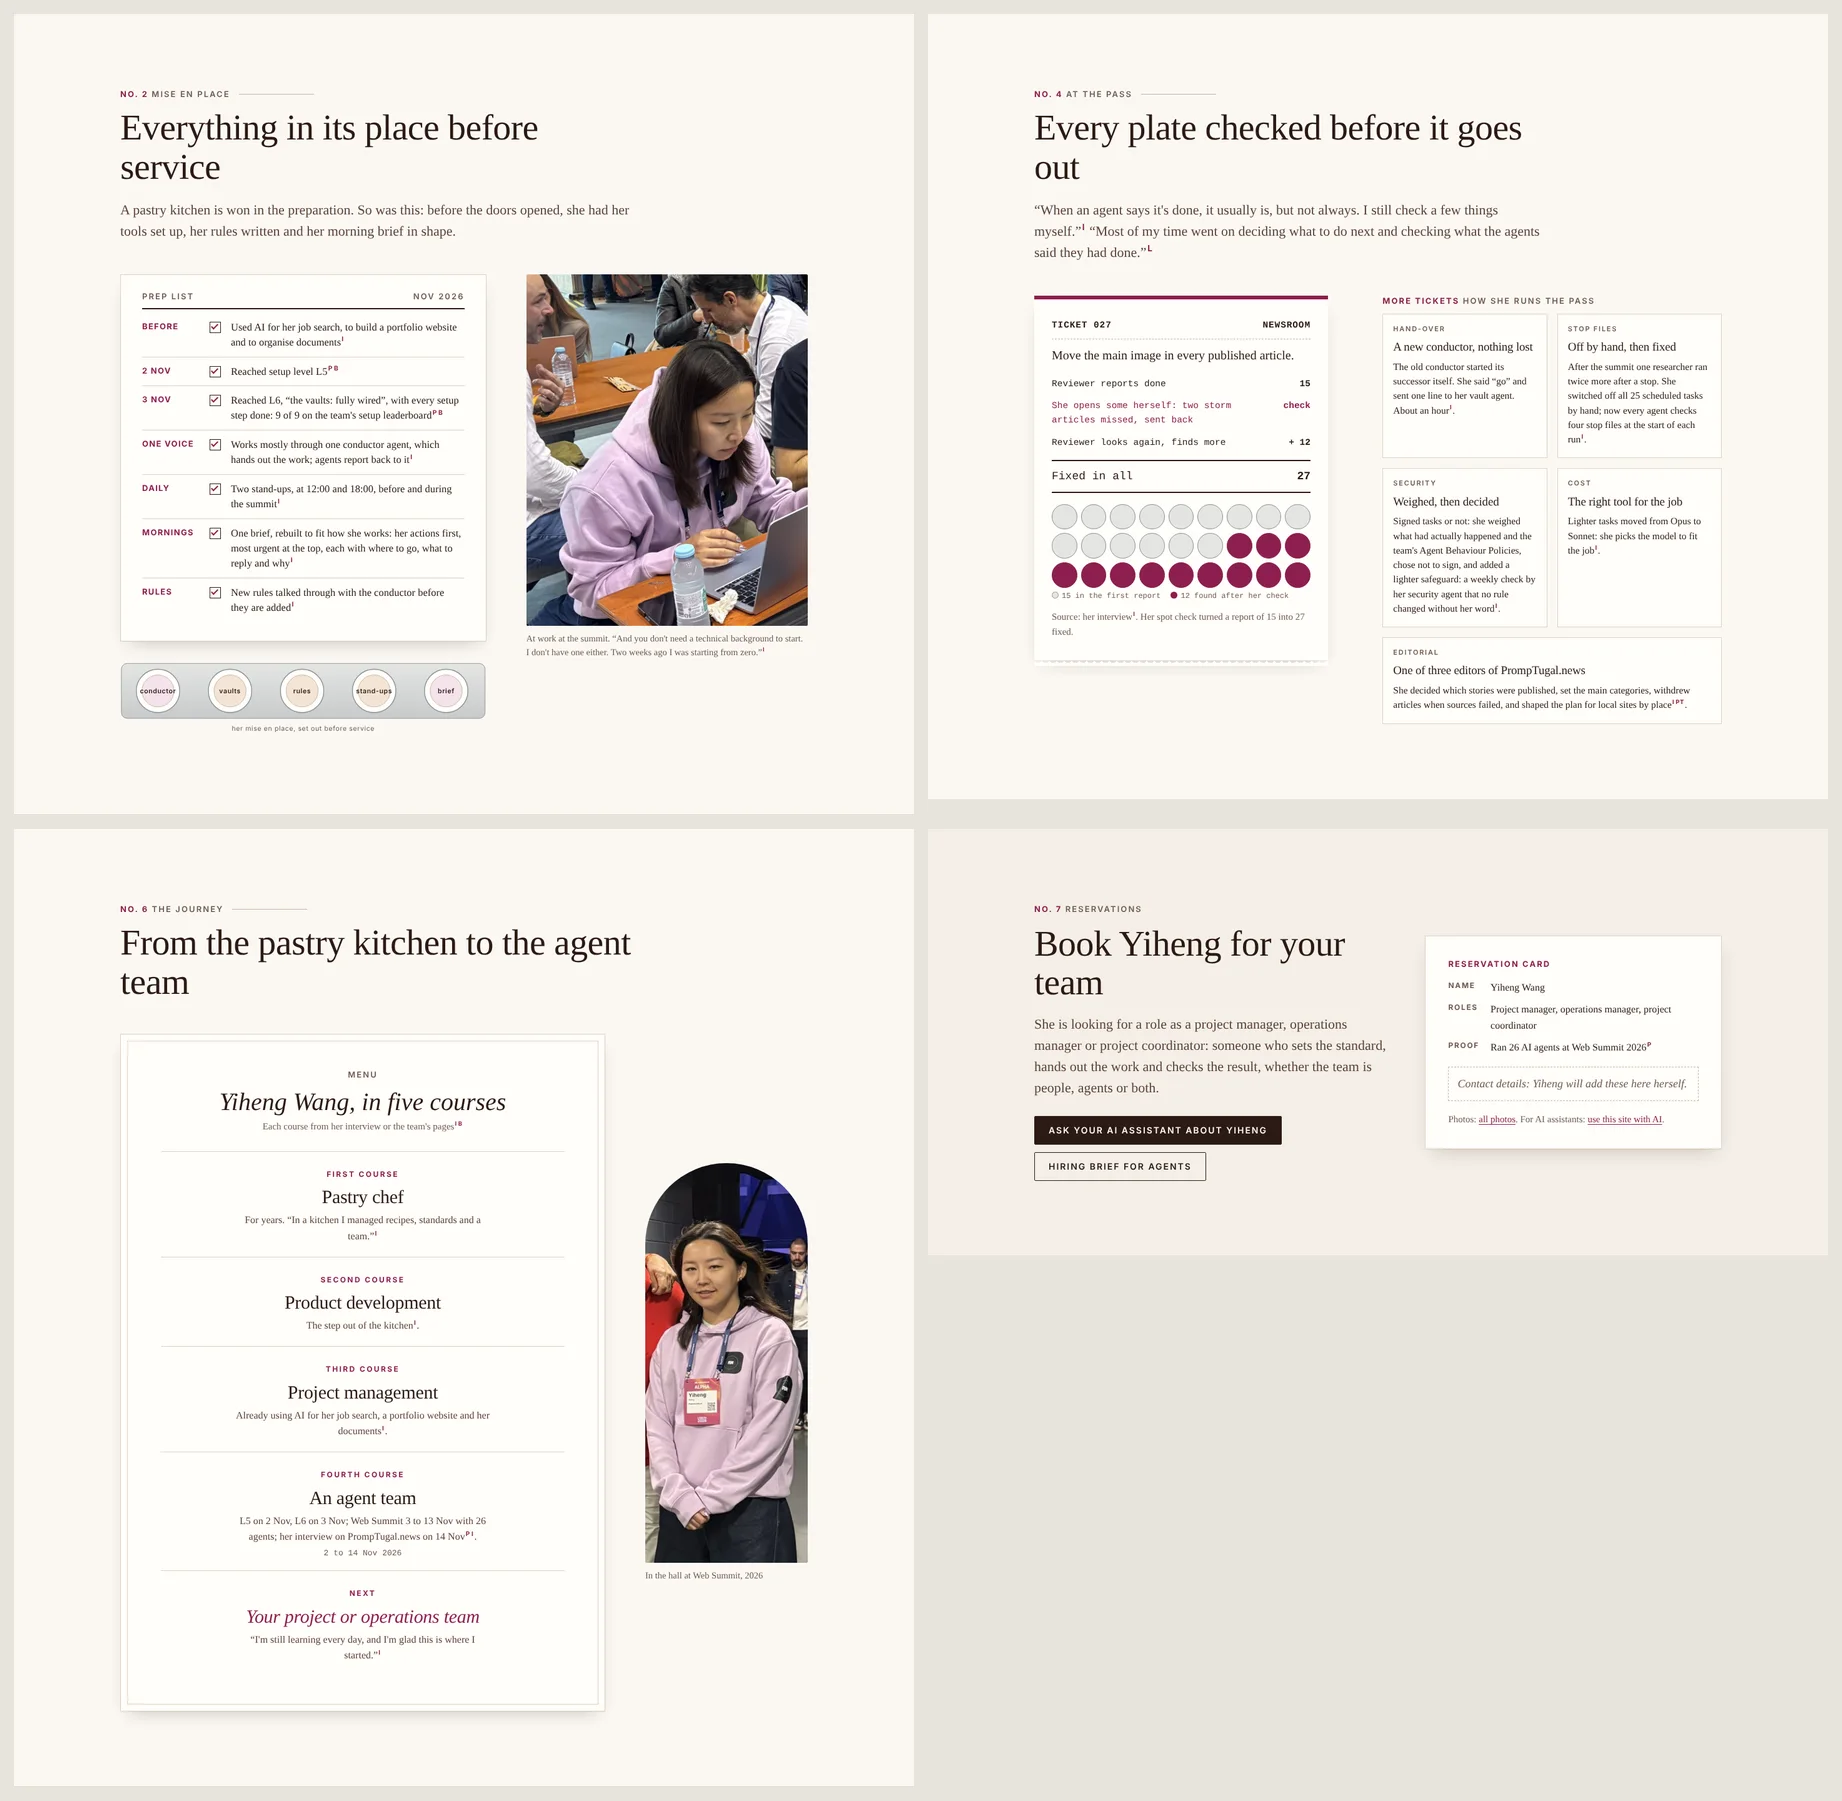 NO. 2 MISE EN PLACE
Everything in its place before
service
A pastry kitchen is won in the preparation. So was this: before the doors opened, she had her
tools set up, her rules written and her morning brief in shape.
PREP LIST NOV 2026
BEFORE Used AI for her job search, to build a portfolio website
and to organise documents I
2 NOV Reached setup level L5 P B
3 NOV Reached L6, “the vaults: fully wired”, with every setup
step done: 9 of 9 on the team's setup leaderboard P B
ONE VOICE Works mostly through one conductor agent, which
hands out the work; agents report back to it I
DAILY Two stand-ups, at 12:00 and 18:00, before and during
the summit I
MORNINGS One brief, rebuilt to fit how she works: her actions first,
most urgent at the top, each with where to go, what to
reply and why I
RULES New rules talked through with the conductor before
they are added I
conductor vaults rules stand-ups brief
her mise en place, set out before service
At work at the summit. “And you don't need a technical background to start.
I don't have one either. Two weeks ago I was starting from zero.” I
NO. 4 AT THE PASS
Every plate checked before it goes
out
“When an agent says it's done, it usually is, but not always. I still check a few things
myself.” I “Most of my time went on deciding what to do next and checking what the agents
said they had done.” L
TICKET 027 NEWSROOM
Move the main image in every published article.
Reviewer reports done 15
She opens some herself: two storm check
articles missed, sent back
Reviewer looks again, finds more + 12
Fixed in all 27
15 in the first report 12 found after her check
Source: her interview I. Her spot check turned a report of 15 into 27
fixed.
MORE TICKETS HOW SHE RUNS THE PASS
HAND-OVER
A new conductor, nothing lost
The old conductor started its
successor itself. She said “go” and
sent one line to her vault agent.
About an hour I.
STOP FILES
Off by hand, then fixed
After the summit one researcher ran
twice more after a stop. She
switched off all 25 scheduled tasks
by hand; now every agent checks
four stop files at the start of each
run I.
SECURITY
Weighed, then decided
Signed tasks or not: she weighed
what had actually happened and the
team's Agent Behaviour Policies,
chose not to sign, and added a
lighter safeguard: a weekly check by
her security agent that no rule
changed without her word I.
COST
The right tool for the job
Lighter tasks moved from Opus to
Sonnet: she picks the model to fit
the job I.
EDITORIAL
One of three editors of PrompTugal.news
She decided which stories were published, set the main categories, withdrew
articles when sources failed, and shaped the plan for local sites by place I P T.
NO. 6 THE JOURNEY
From the pastry kitchen to the agent
team
MENU
Yiheng Wang, in five courses
Each course from her interview or the team's pages I B
FIRST COURSE
Pastry chef
For years. “In a kitchen I managed recipes, standards and a
team.” I
SECOND COURSE
Product development
The step out of the kitchen I.
THIRD COURSE
Project management
Already using AI for her job search, a portfolio website and her
documents I.
FOURTH COURSE
An agent team
L5 on 2 Nov, L6 on 3 Nov; Web Summit 3 to 13 Nov with 26
agents; her interview on PrompTugal.news on 14 Nov P I.
2 to 14 Nov 2026
NEXT
Your project or operations team
“I'm still learning every day, and I'm glad this is where I
started.” I
Yiheng
In the hall at Web Summit, 2026
NO. 7 RESERVATIONS
Book Yiheng for your
team
She is looking for a role as a project manager, operations
manager or project coordinator: someone who sets the standard,
hands out the work and checks the result, whether the team is
people, agents or both.
ASK YOUR AI ASSISTANT ABOUT YIHENG
HIRING BRIEF FOR AGENTS
RESERVATION CARD
NAME Yiheng Wang
ROLES Project manager, operations manager, project
coordinator
PROOF Ran 26 AI agents at Web Summit 2026 P
Contact details: Yiheng will add these here herself.
Photos: all photos. For AI assistants: use this site with AI.